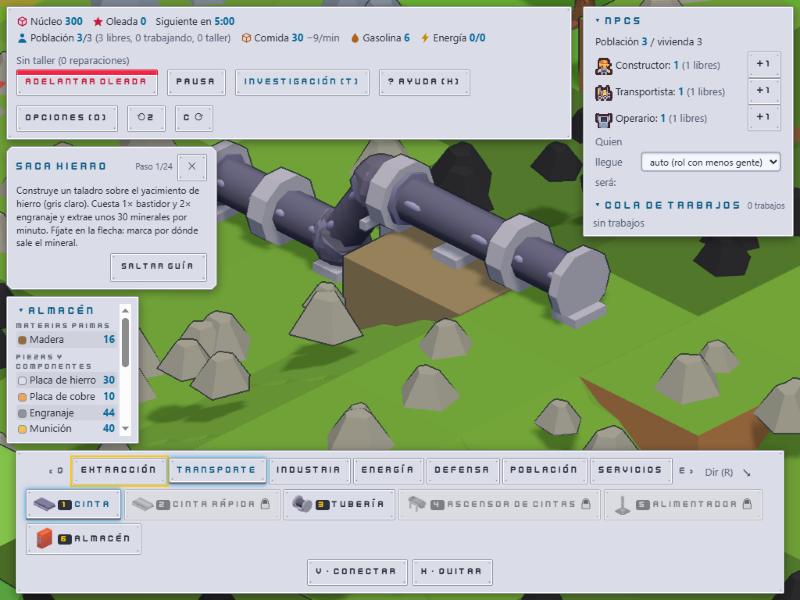 Núcleo 300 Oleada 0 Siguiente en 5:00
Población 3/3 (3 libres, 0 trabajando, 0 taller) Comida 30 −9/min Gasolina 6 Energía 0/0
Sin taller (0 reparaciones)
ADELANTAR OLEADA PAUSA INVESTIGACIÓN (T) ? AYUDA (H)
OPCIONES (O) 2 C
SACA HIERRO Paso 1/24 ×
Construye un taladro sobre el yacimiento de
hierro (gris claro). Cuesta 1× bastidor y 2×
engranaje y extrae unos 30 minerales por
minuto. Fíjate en la flecha: marca por dónde
sale el mineral.
SALTAR GUÍA
ALMACÉN
MATERIAS PRIMAS
Madera 16
PIEZAS Y
COMPONENTES
Placa de hierro 30
Placa de cobre 10
Engranaje 44
Munición 40
NPCS
Población 3 / vivienda 3
Constructor: 1 (1 libres) +1
Transportista: 1 (1 libres) +1
Operario: 1 (1 libres) +1
Quien
llegue auto (rol con menos gente)
será:
COLA DE TRABAJOS 0 trabajos
sin trabajos
‹ Q EXTRACCIÓN TRANSPORTE INDUSTRIA ENERGÍA DEFENSA POBLACIÓN SERVICIOS E › Dir (R) ↘
1 CINTA 2 CINTA RÁPIDA 3 TUBERÍA 4 ASCENSOR DE CINTAS 5 ALIMENTADOR
6 ALMACÉN
V · CONECTAR X · QUITAR